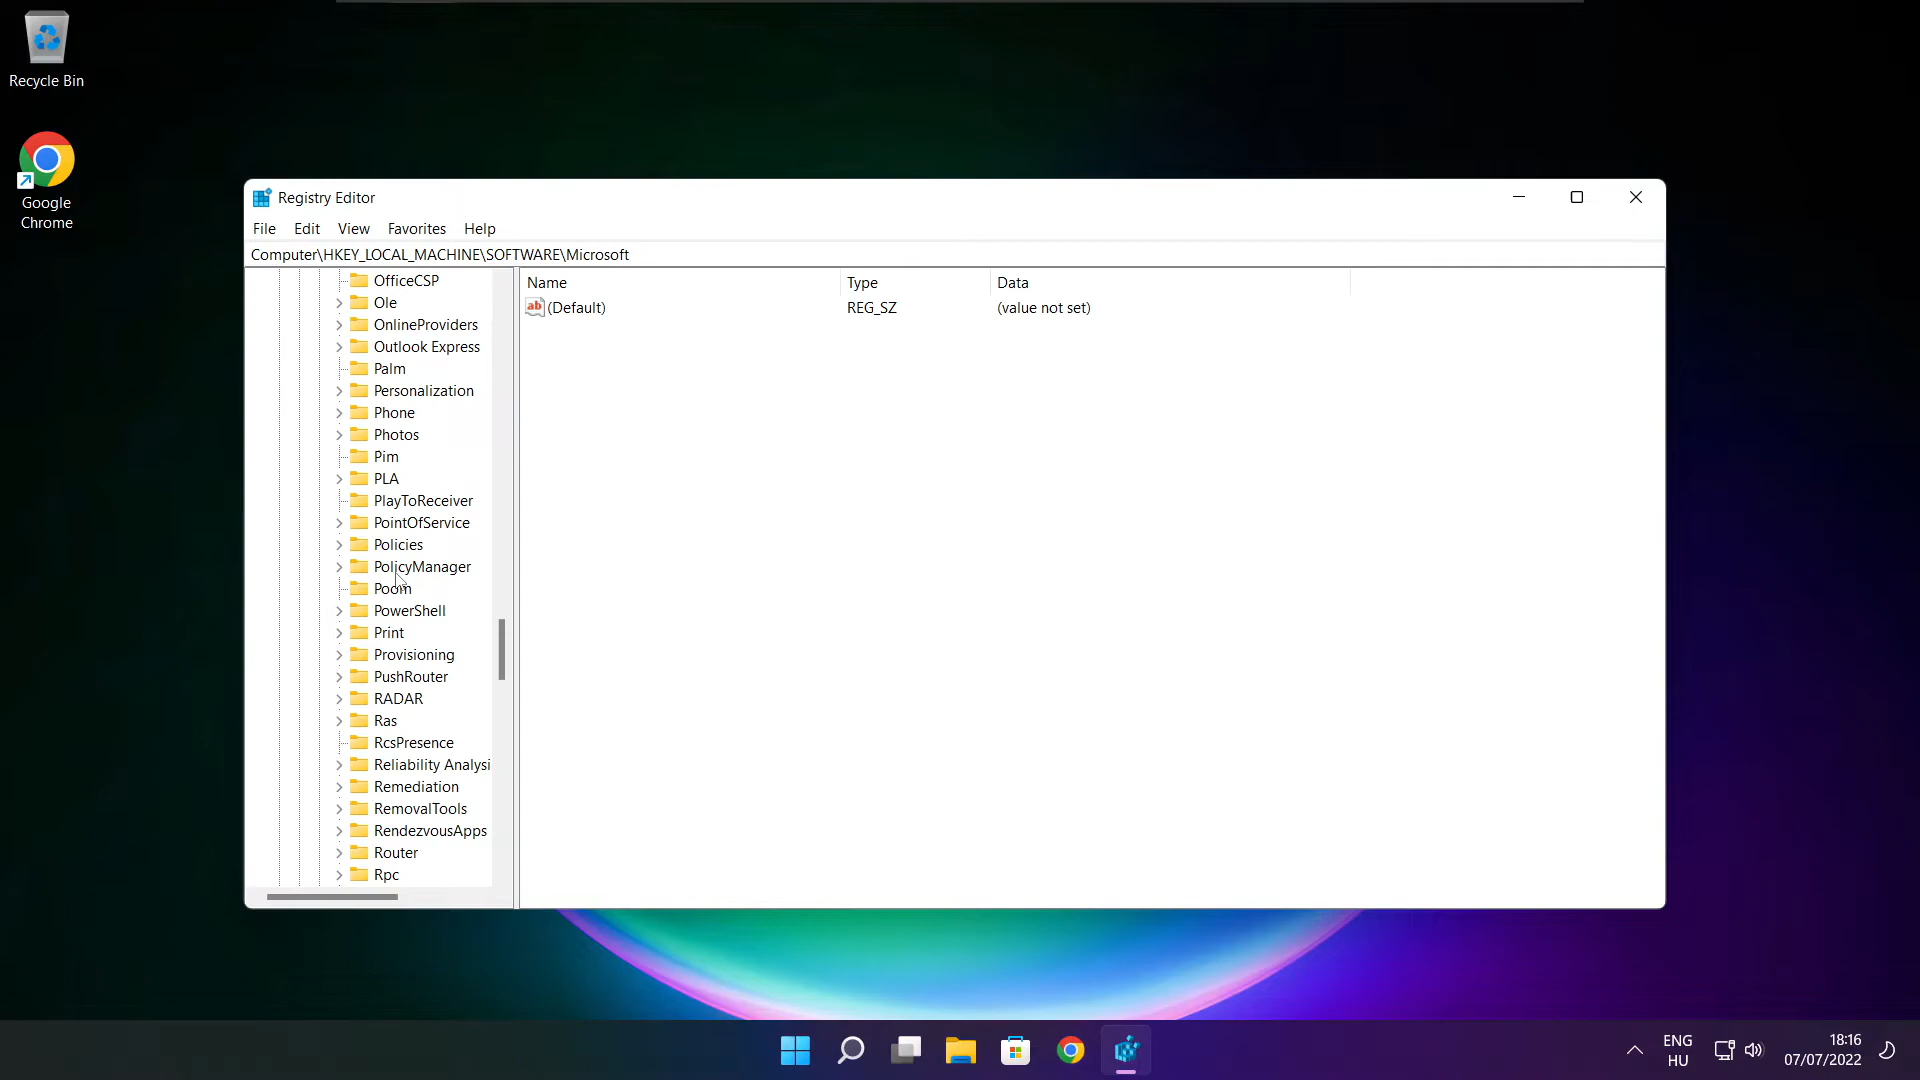 Recycle Bin
Google
Chrome
Registry Editor
File Edit View Favorites Help
Computer\HKEY_LOCAL_MACHINE\SOFTWARE\Microsoft
OfficeCSP
Ole
OnlineProviders
Outlook Express
Palm
Personalization
Phone
Photos
Pim
PLA
PlayToReceiver
PointOfService
Policies
PolicyManager
Poom
PowerShell
Print
Provisioning
PushRouter
RADAR
Ras
RcsPresence
Reliability Analysi
Remediation
RemovalTools
RendezvousApps
Router
Rpc
Name Type Data
ab (Default) REG_SZ (value not set)
ENG
HU
18:16
07/07/2022